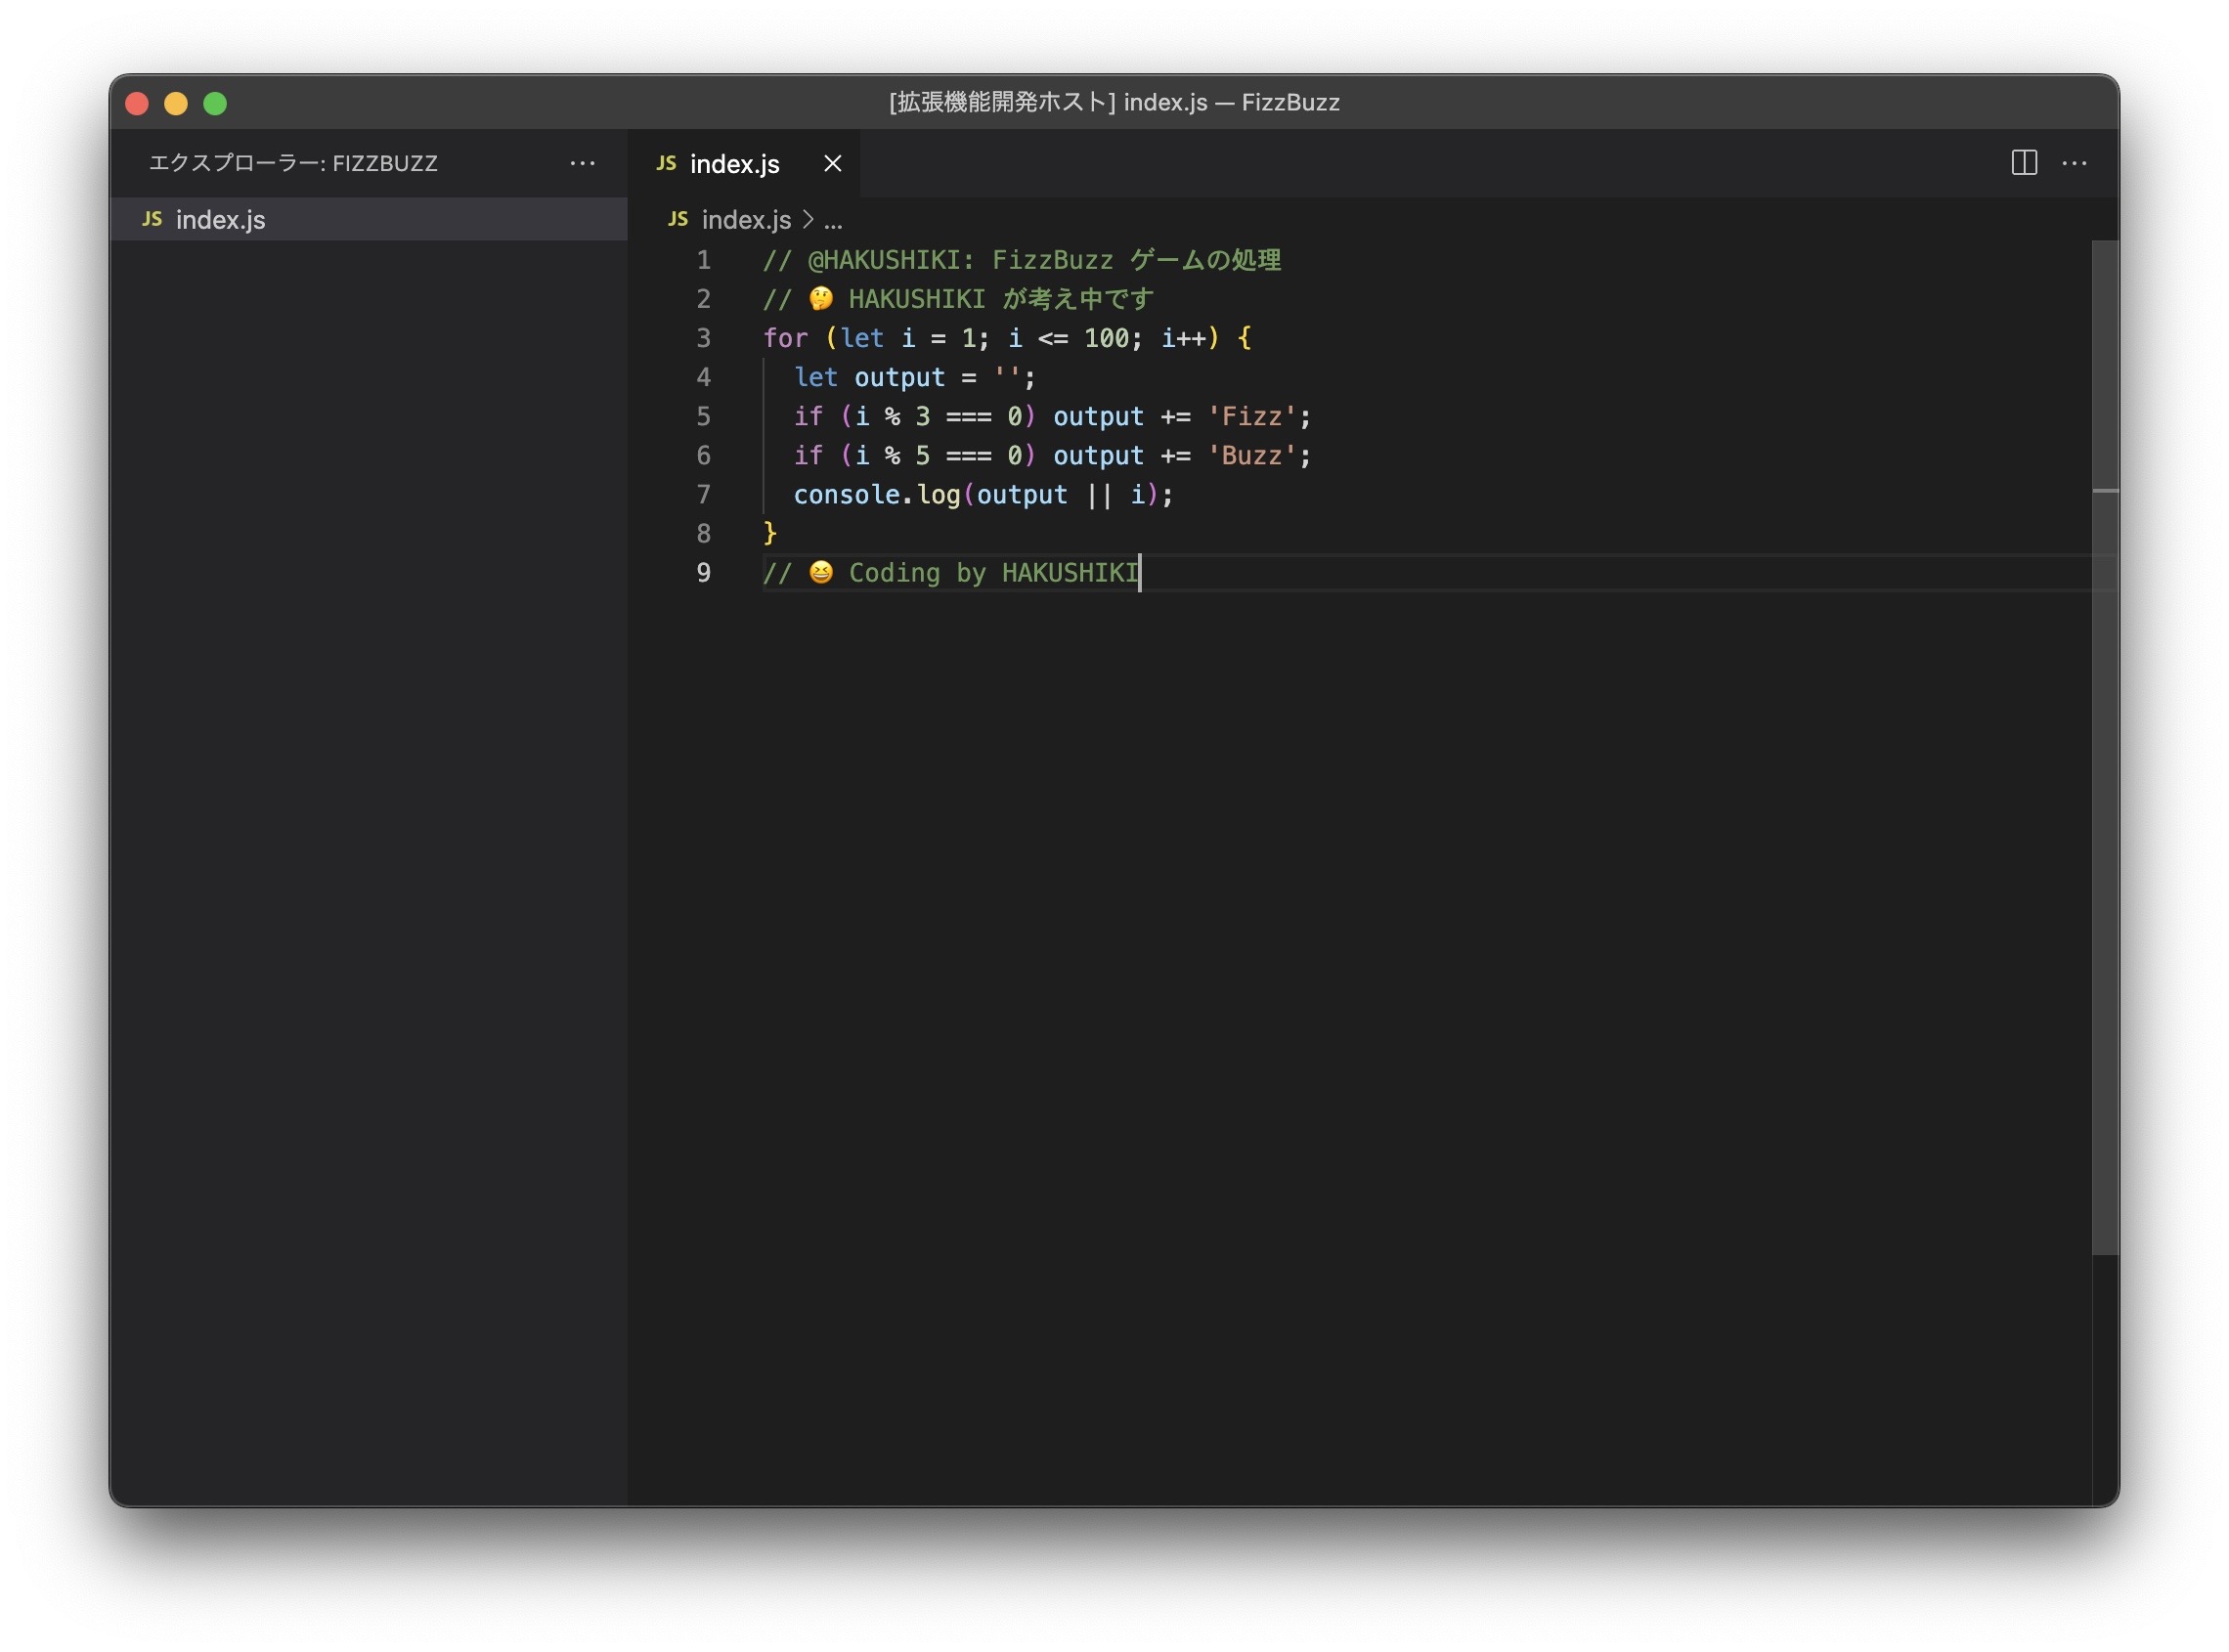 [拡張機能開発ホスト] index.js — FizzBuzz
エクスプローラー: FIZZBUZZ
JS index.js
JS index.js
JS index.js > ...
1 // @HAKUSHIKI: FizzBuzz ゲームの処理
2 // 🤔 HAKUSHIKI が考え中です
3 for (let i = 1; i <= 100; i++) {
4   let output = '';
5   if (i % 3 === 0) output += 'Fizz';
6   if (i % 5 === 0) output += 'Buzz';
7   console.log(output || i);
8 }
9 // 😆 Coding by HAKUSHIKI